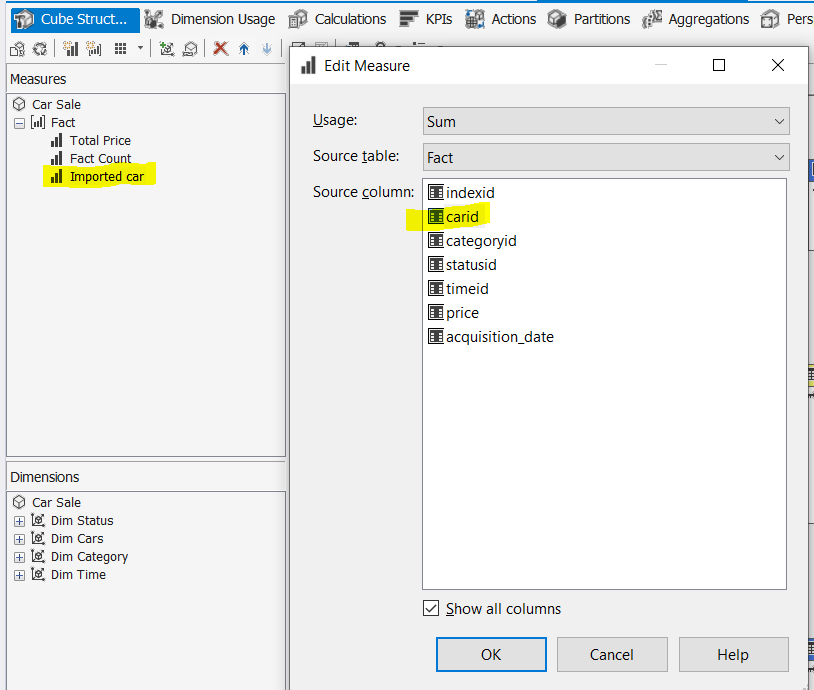 Cube Struct... Dimension Usage Calculations KPIs Actions Partitions Aggregations Pers
Measures
Car Sale
Fact
Total Price
Fact Count
Imported car
Dimensions
Car Sale
Dim Status
Dim Cars
Dim Category
Dim Time
Edit Measure
Usage: Sum
Source table: Fact
Source column: indexid
carid
categoryid
statusid
timeid
price
acquisition_date
Show all columns
OK Cancel Help